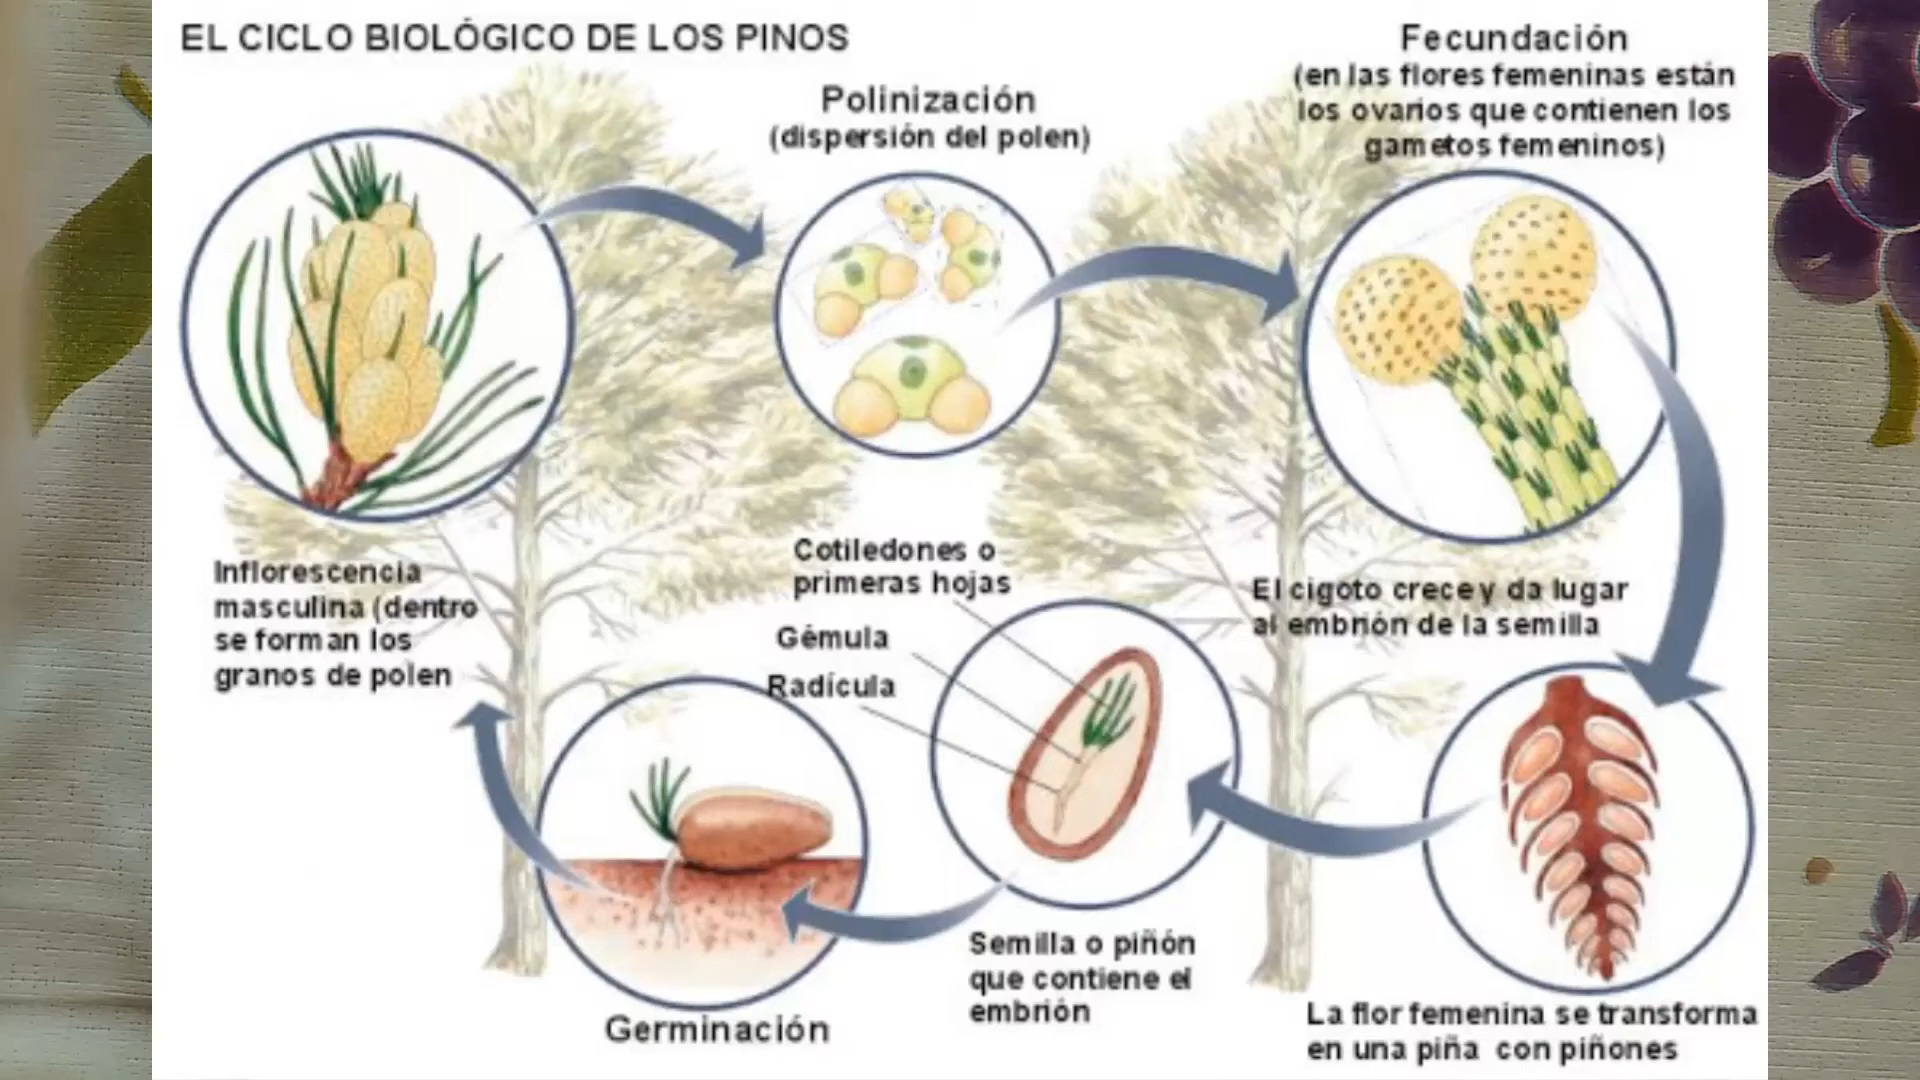 EL CICLO BIOLÓGICO DE LOS PINOS
Polinización
(dispersión del polen)
Fecundación
(en las flores femeninas están
los ovarios que contienen los
gametos femeninos)
Inflorescencia
masculina (dentro
se forman los
granos de polen
Cotiledones o
primeras hojas
Gémula
Radícula
El cigoto crece y da lugar
al embrión de la semilla
Germinación
Semilla o piñón
que contiene el
embrión
La flor femenina se transforma
en una piña con piñones